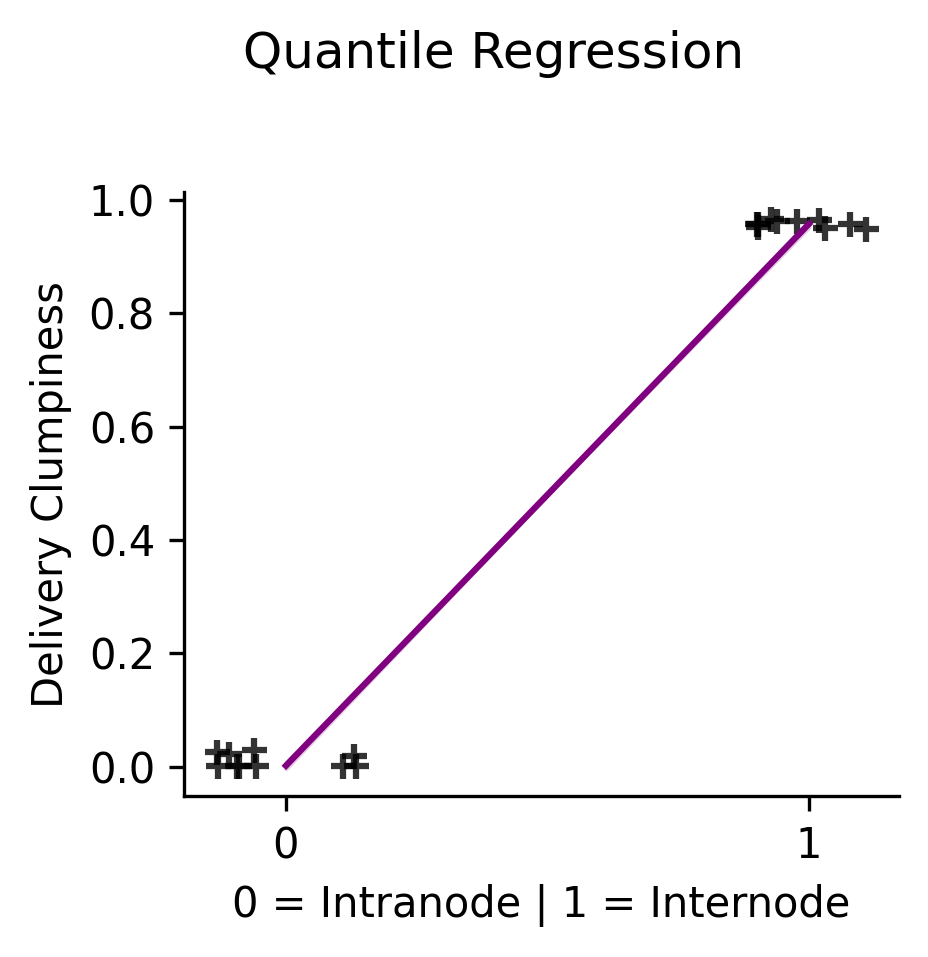 Quantile Regression
1.0
0.8
0.6
0.4
0.2
0.0
Delivery Clumpiness
0
1
0 = Intranode | 1 = Internode